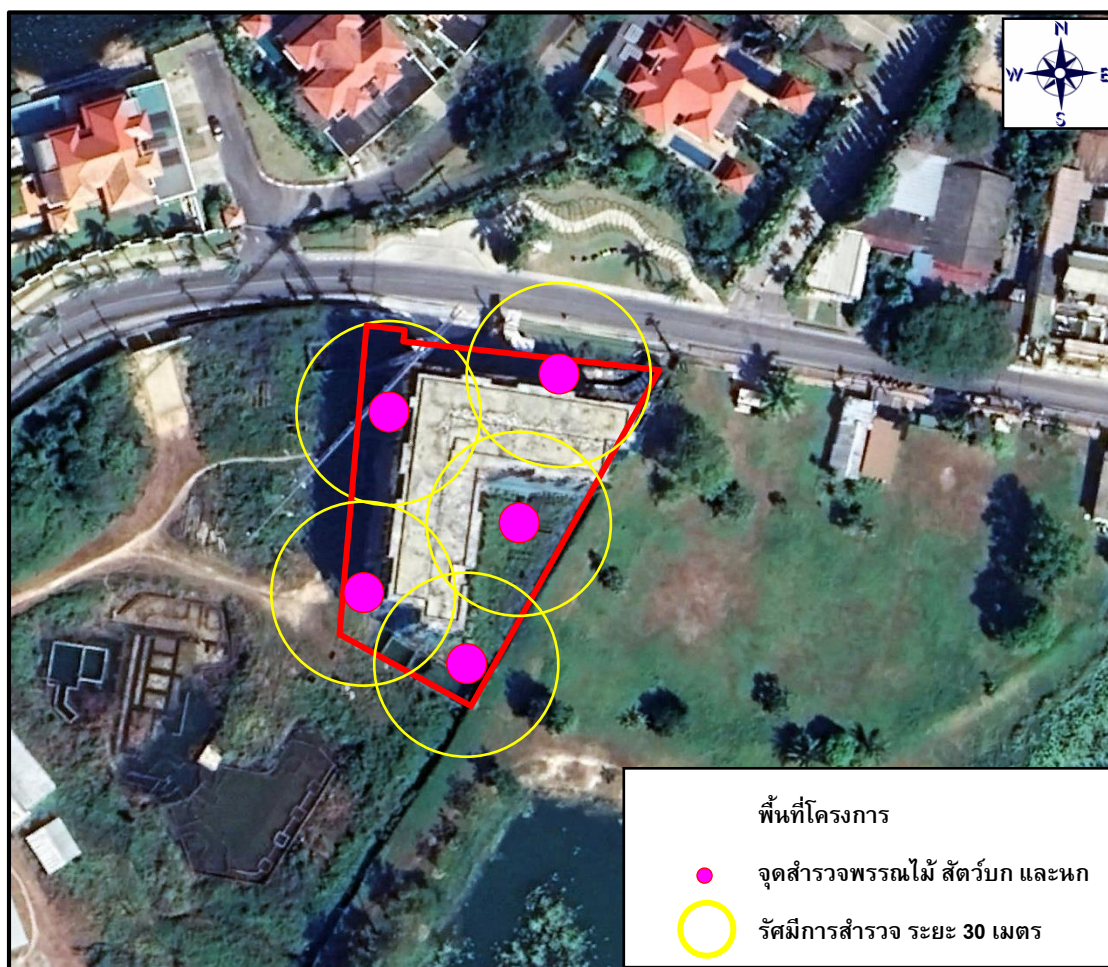 N
W E
S
พื้นที่โครงการ
จุดสำรวจพรรณไม้ สัตว์บก และนก
รัศมีการสำรวจ ระยะ 30 เมตร